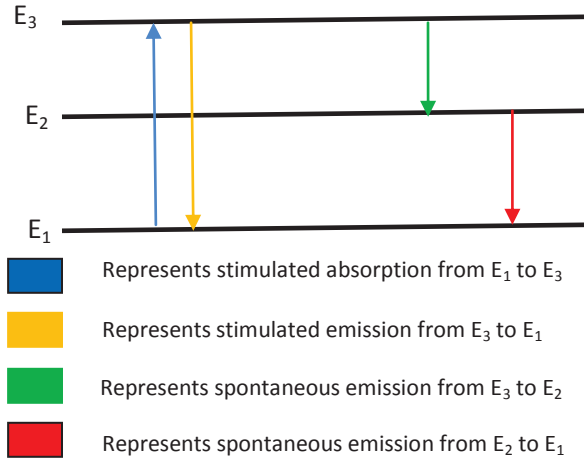 E₃
E₂
E₁
Represents stimulated absorption from E₁ to E₃
Represents stimulated emission from E₃ to E₁
Represents spontaneous emission from E₃ to E₂
Represents spontaneous emission from E₂ to E₁